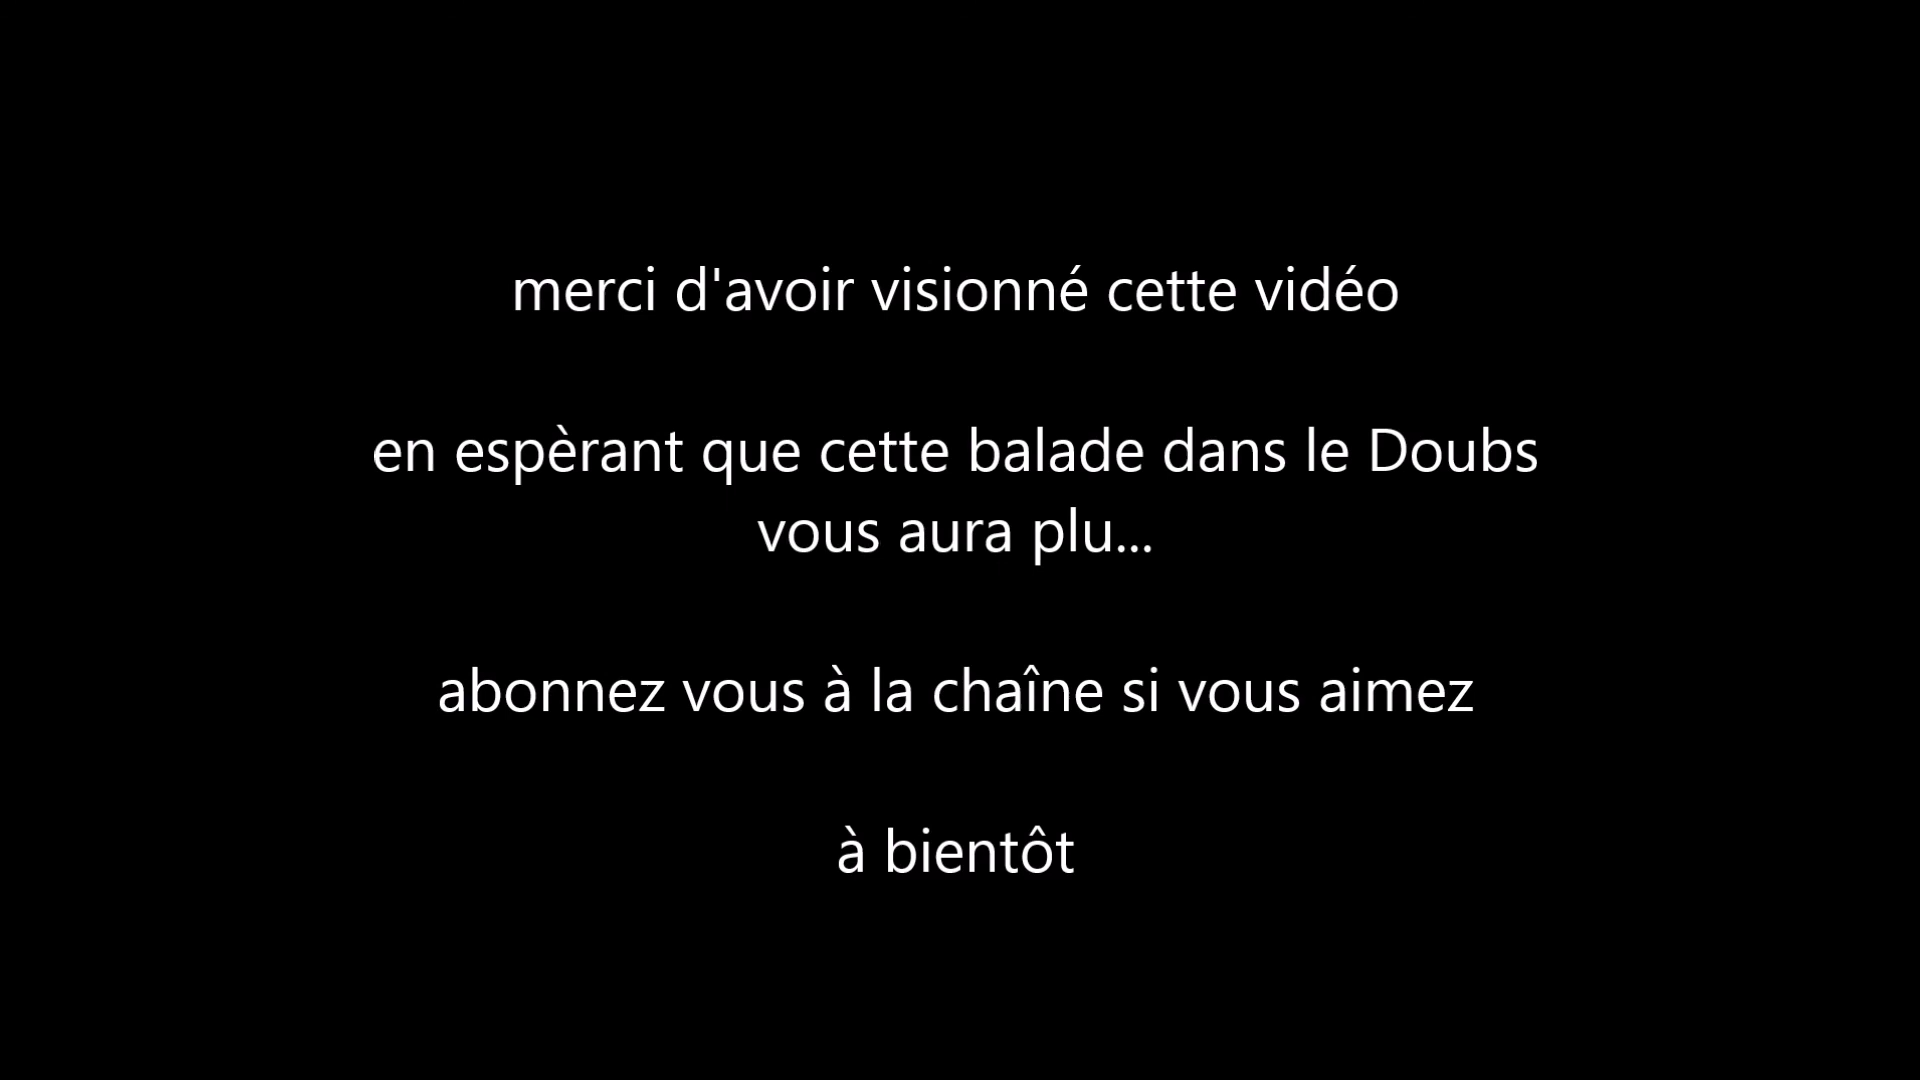 merci d'avoir visionné cette vidéo
en espèrant que cette balade dans le Doubs
vous aura plu...
abonnez vous à la chaîne si vous aimez
à bientôt